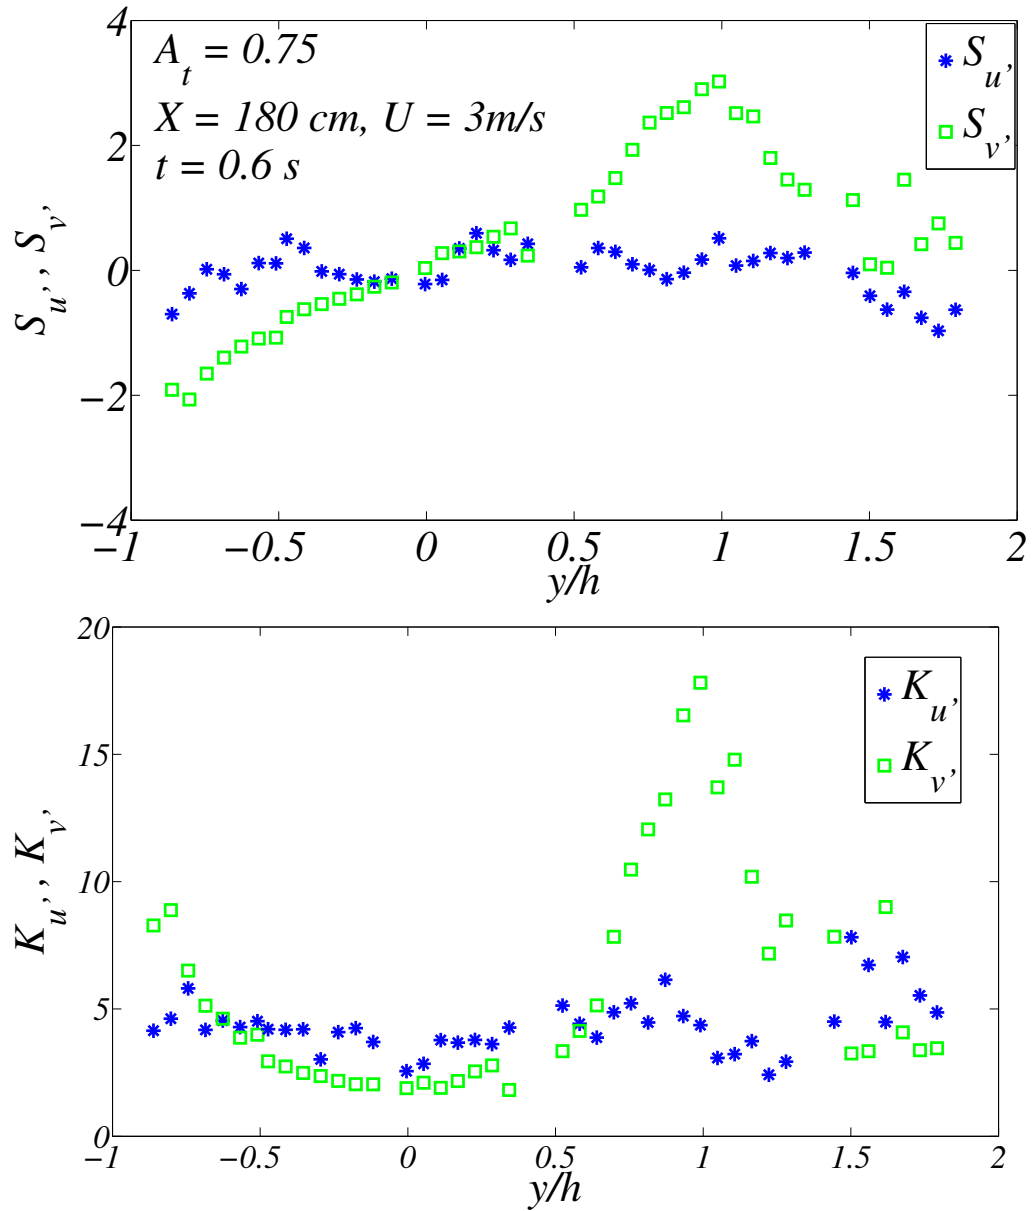 A_t = 0.75
X = 180 cm, U = 3m/s
t = 0.6 s
S_u'
S_v'
S_u', S_v'
4
2
0
−2
−4
−1 −0.5 0 0.5 1 1.5 2
y/h
K_u'
K_v'
K_u', K_v'
20
15
10
5
0
−1 −0.5 0 0.5 1 1.5 2
y/h